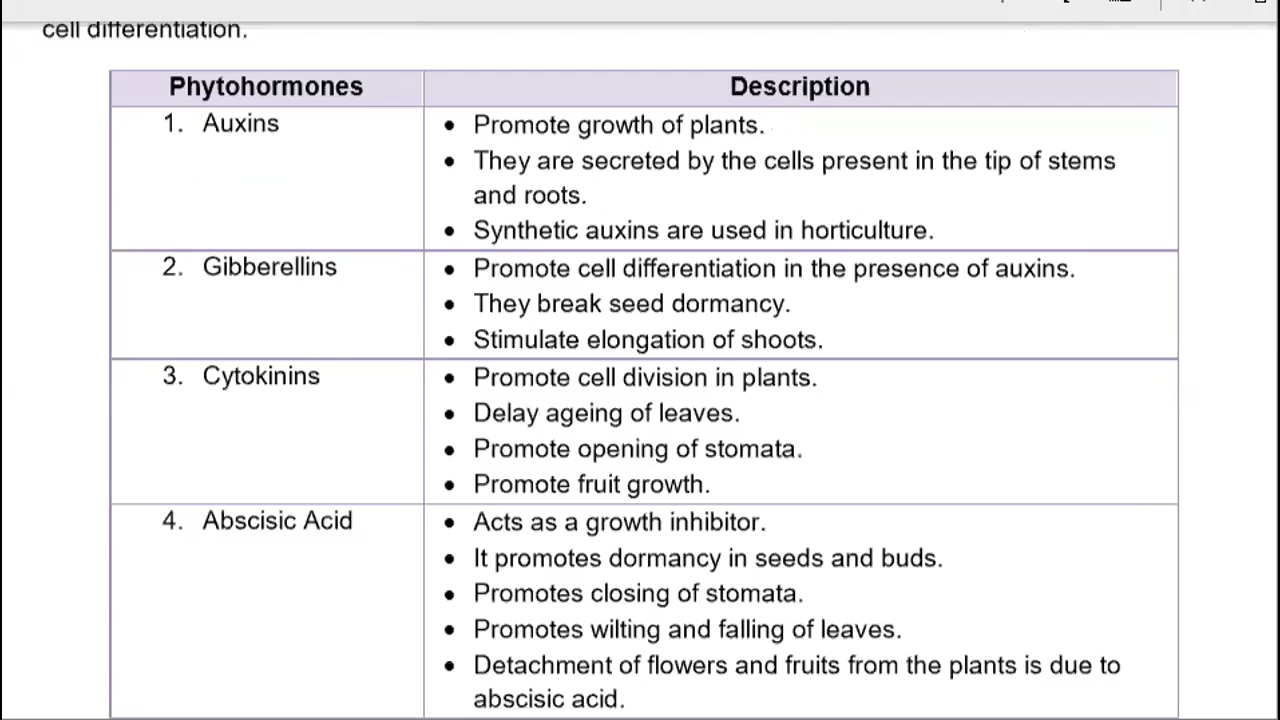 cell differentiation.
Phytohormones Description
1. Auxins
• Promote growth of plants.
• They are secreted by the cells present in the tip of stems
and roots.
• Synthetic auxins are used in horticulture.
2. Gibberellins
• Promote cell differentiation in the presence of auxins.
• They break seed dormancy.
• Stimulate elongation of shoots.
3. Cytokinins
• Promote cell division in plants.
• Delay ageing of leaves.
• Promote opening of stomata.
• Promote fruit growth.
4. Abscisic Acid
• Acts as a growth inhibitor.
• It promotes dormancy in seeds and buds.
• Promotes closing of stomata.
• Promotes wilting and falling of leaves.
• Detachment of flowers and fruits from the plants is due to
abscisic acid.